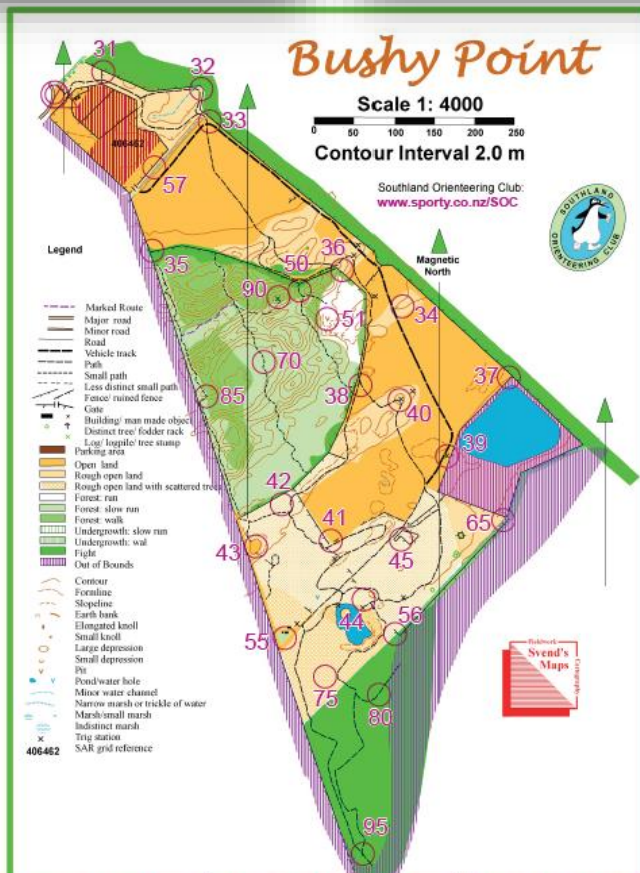 Bushy Point
Scale 1: 4000
0 50 100 150 200 250
Contour Interval 2.0 m
Southland Orienteering Club:
www.sporty.co.nz/SOC
SOUTHLAND
ORIENTEERING CLUB
Magnetic
North
31
32
33
406462
57
35
36
50
90
51
34
70
37
38
85
40
39
42
41
43
45
65
44
56
55
75
80
95
Legend
Marked Route
Major road
Minor road
Road
Vehicle track
Path
Small path
Less distinct small path
Fence/ ruined fence
Gate
Building/ man made object
Distinct tree/ fodder rack
Log/ logpile/ tree stump
Parking area
Open land
Rough open land
Rough open land with scattered trees
Forest: run
Forest: slow run
Forest: walk
Undergrowth: slow run
Undergrowth: wal
Fight
Out of Bounds
Contour
Formline
Slopeline
Earth bank
Elongated knoll
Small knoll
Large depression
Small depression
Pit
Pond/water hole
Minor water channel
Narrow marsh or trickle of water
Marsh/small marsh
Indistinct marsh
Trig station
406462 SAR grid reference
Fieldwork
Svend's
Maps
Cartography